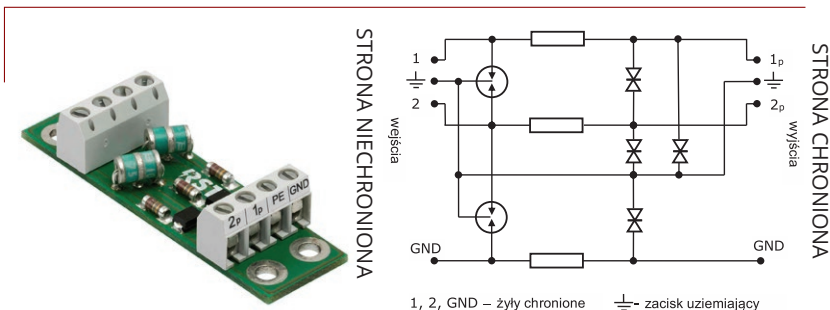 STRONA NIECHRONIONA
wejścia
1
2
GND
1p
2p
GND
wyjścia
STRONA CHRONIONA
RS1
2p 1p PE GND
1, 2, GND – żyły chronione
- zacisk uziemiający